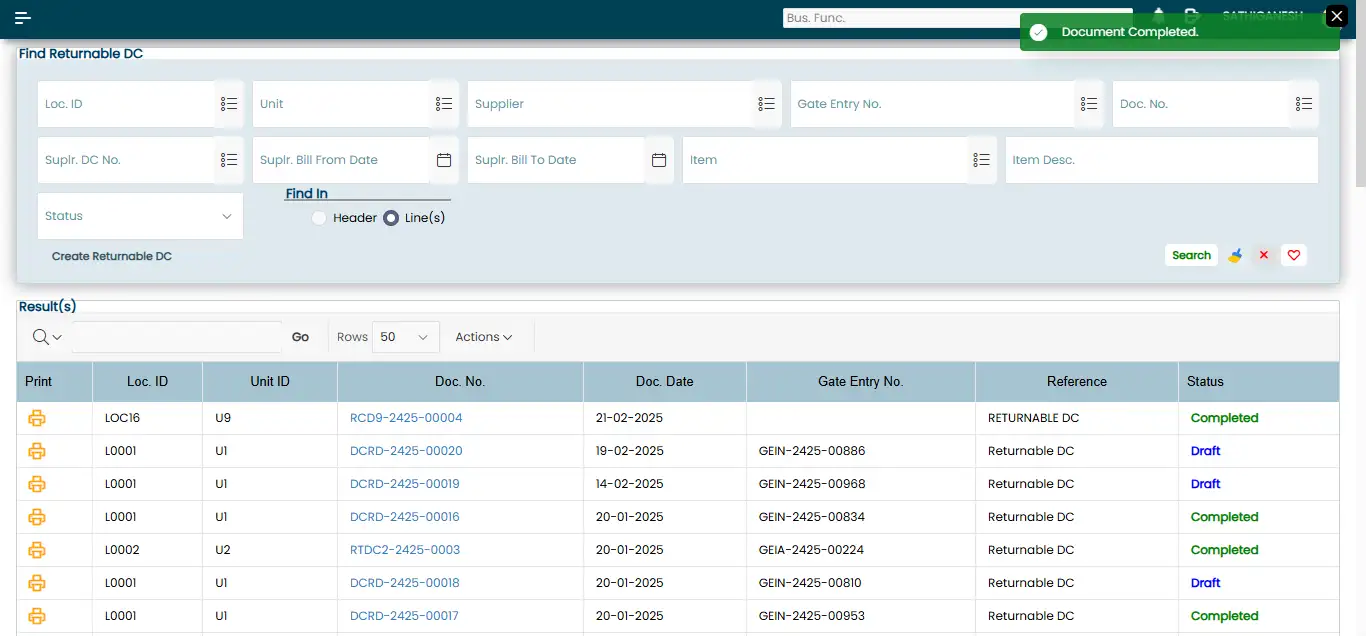 Bus. Func.
SATHIGANESH
Document Completed.
Find Returnable DC
Loc. ID
Unit
Supplier
Gate Entry No.
Doc. No.
Suplr. DC No.
Suplr. Bill From Date
Suplr. Bill To Date
Item
Item Desc.
Status
Find In
Header
Line(s)
Create Returnable DC
Search
Result(s)
Go
Rows
50
Actions
Print Loc. ID Unit ID Doc. No. Doc. Date Gate Entry No. Reference Status
LOC16 U9 RCD9-2425-00004 21-02-2025 RETURNABLE DC Completed
L0001 U1 DCRD-2425-00020 19-02-2025 GEIN-2425-00886 Returnable DC Draft
L0001 U1 DCRD-2425-00019 14-02-2025 GEIN-2425-00968 Returnable DC Draft
L0001 U1 DCRD-2425-00016 20-01-2025 GEIN-2425-00834 Returnable DC Completed
L0002 U2 RTDC2-2425-0003 20-01-2025 GEIA-2425-00224 Returnable DC Completed
L0001 U1 DCRD-2425-00018 20-01-2025 GEIN-2425-00810 Returnable DC Draft
L0001 U1 DCRD-2425-00017 20-01-2025 GEIN-2425-00953 Returnable DC Completed